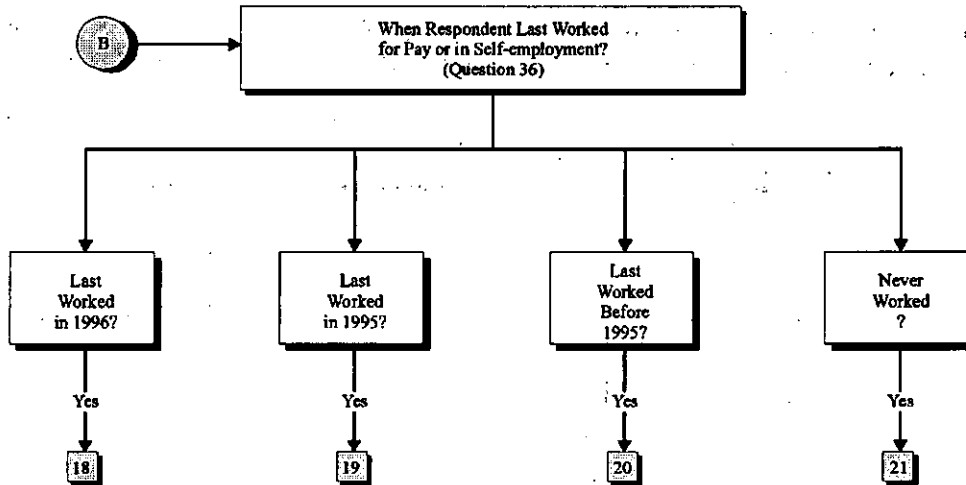 B
When Respondent Last Worked
for Pay or in Self-employment?
(Question 36)
Last
Worked
in 1996?
Last
Worked
in 1995?
Last
Worked
Before
1995?
Never
Worked
?
Yes
Yes
Yes
Yes
18
19
20
21